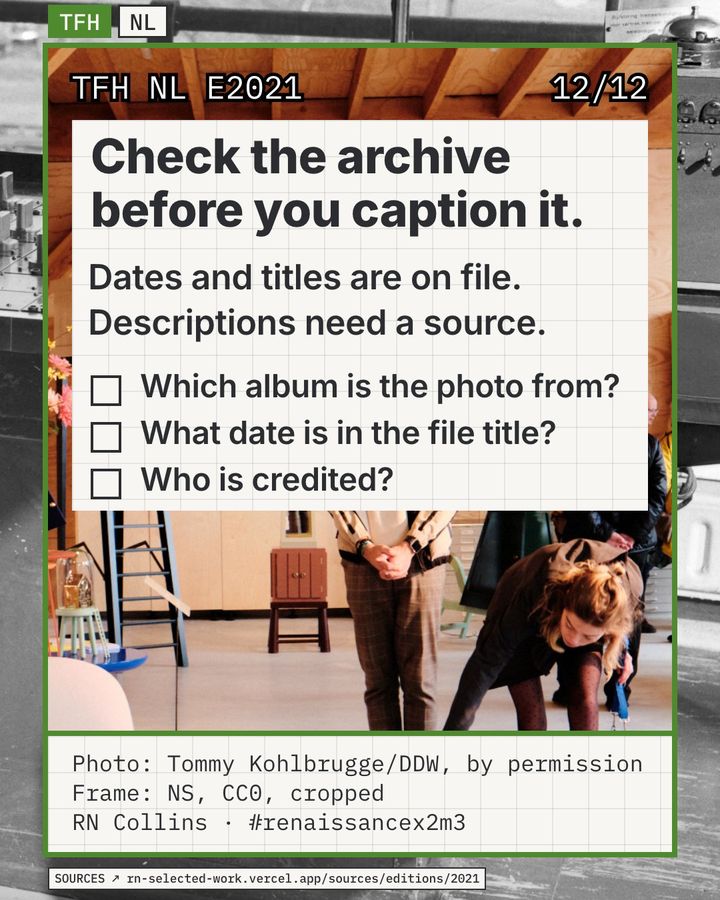 TFH NL
TFH NL E2021 12/12
Check the archive
before you caption it.
Dates and titles are on file.
Descriptions need a source.
Which album is the photo from?
What date is in the file title?
Who is credited?
Photo: Tommy Kohlbrugge/DDW, by permission
Frame: NS, CC0, cropped
RN Collins · #renaissancex2m3
SOURCES ↗ rn-selected-work.vercel.app/sources/editions/2021